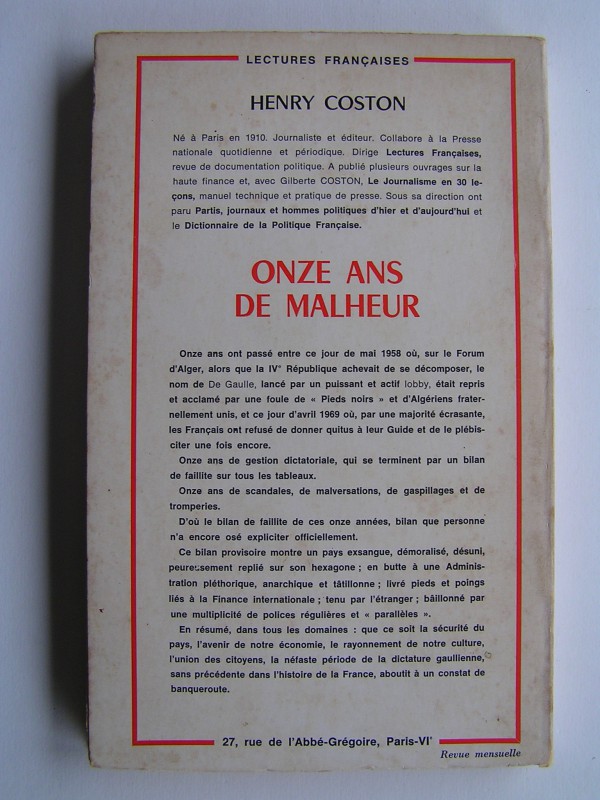 LECTURES FRANÇAISES
HENRY COSTON
Né à Paris en 1910. Journaliste et éditeur. Collabore à la Presse
nationale quotidienne et périodique. Dirige Lectures Françaises,
revue de documentation politique. A publié plusieurs ouvrages sur la
haute finance et, avec Gilberte COSTON, Le Journalisme en 30 le-
çons, manuel technique et pratique de presse. Sous sa direction ont
paru Partis, journaux et hommes politiques d'hier et d'aujourd'hui et
le Dictionnaire de la Politique Française.
ONZE ANS
DE MALHEUR
Onze ans ont passé entre ce jour de mai 1958 où, sur le Forum
d'Alger, alors que la IVe République achevait de se décomposer, le
nom de De Gaulle, lancé par un puissant et actif lobby, était repris
et acclamé par une foule de « Pieds noirs » et d'Algériens frater-
nellement unis, et ce jour d'avril 1969 où, par une majorité écrasante,
les Français ont refusé de donner quitus à leur Guide et de le plébis-
citer une fois encore.
Onze ans de gestion dictatoriale, qui se terminent par un bilan
de faillite sur tous les tableaux.
Onze ans de scandales, de malversations, de gaspillages et de
tromperies.
D'où le bilan de faillite de ces onze années, bilan que personne
n'a encore osé expliciter officiellement.
Ce bilan provisoire montre un pays exsangue, démoralisé, désuni,
peureusement replié sur son hexagone ; en butte à une Adminis-
tration pléthorique, anarchique et tâtillonne ; livré pieds et poings
liés à la Finance internationale ; tenu par l'étranger ; bâillonné par
une multiplicité de polices régulières et « parallèles ».
En résumé, dans tous les domaines : que ce soit la sécurité du
pays, l'avenir de notre économie, le rayonnement de notre culture,
l'union des citoyens, la néfaste période de la dictature gaullienne,
sans précédente dans l'histoire de la France, aboutit à un constat de
banqueroute.
27, rue de l'Abbé-Grégoire, Paris-VIe
Revue mensuelle